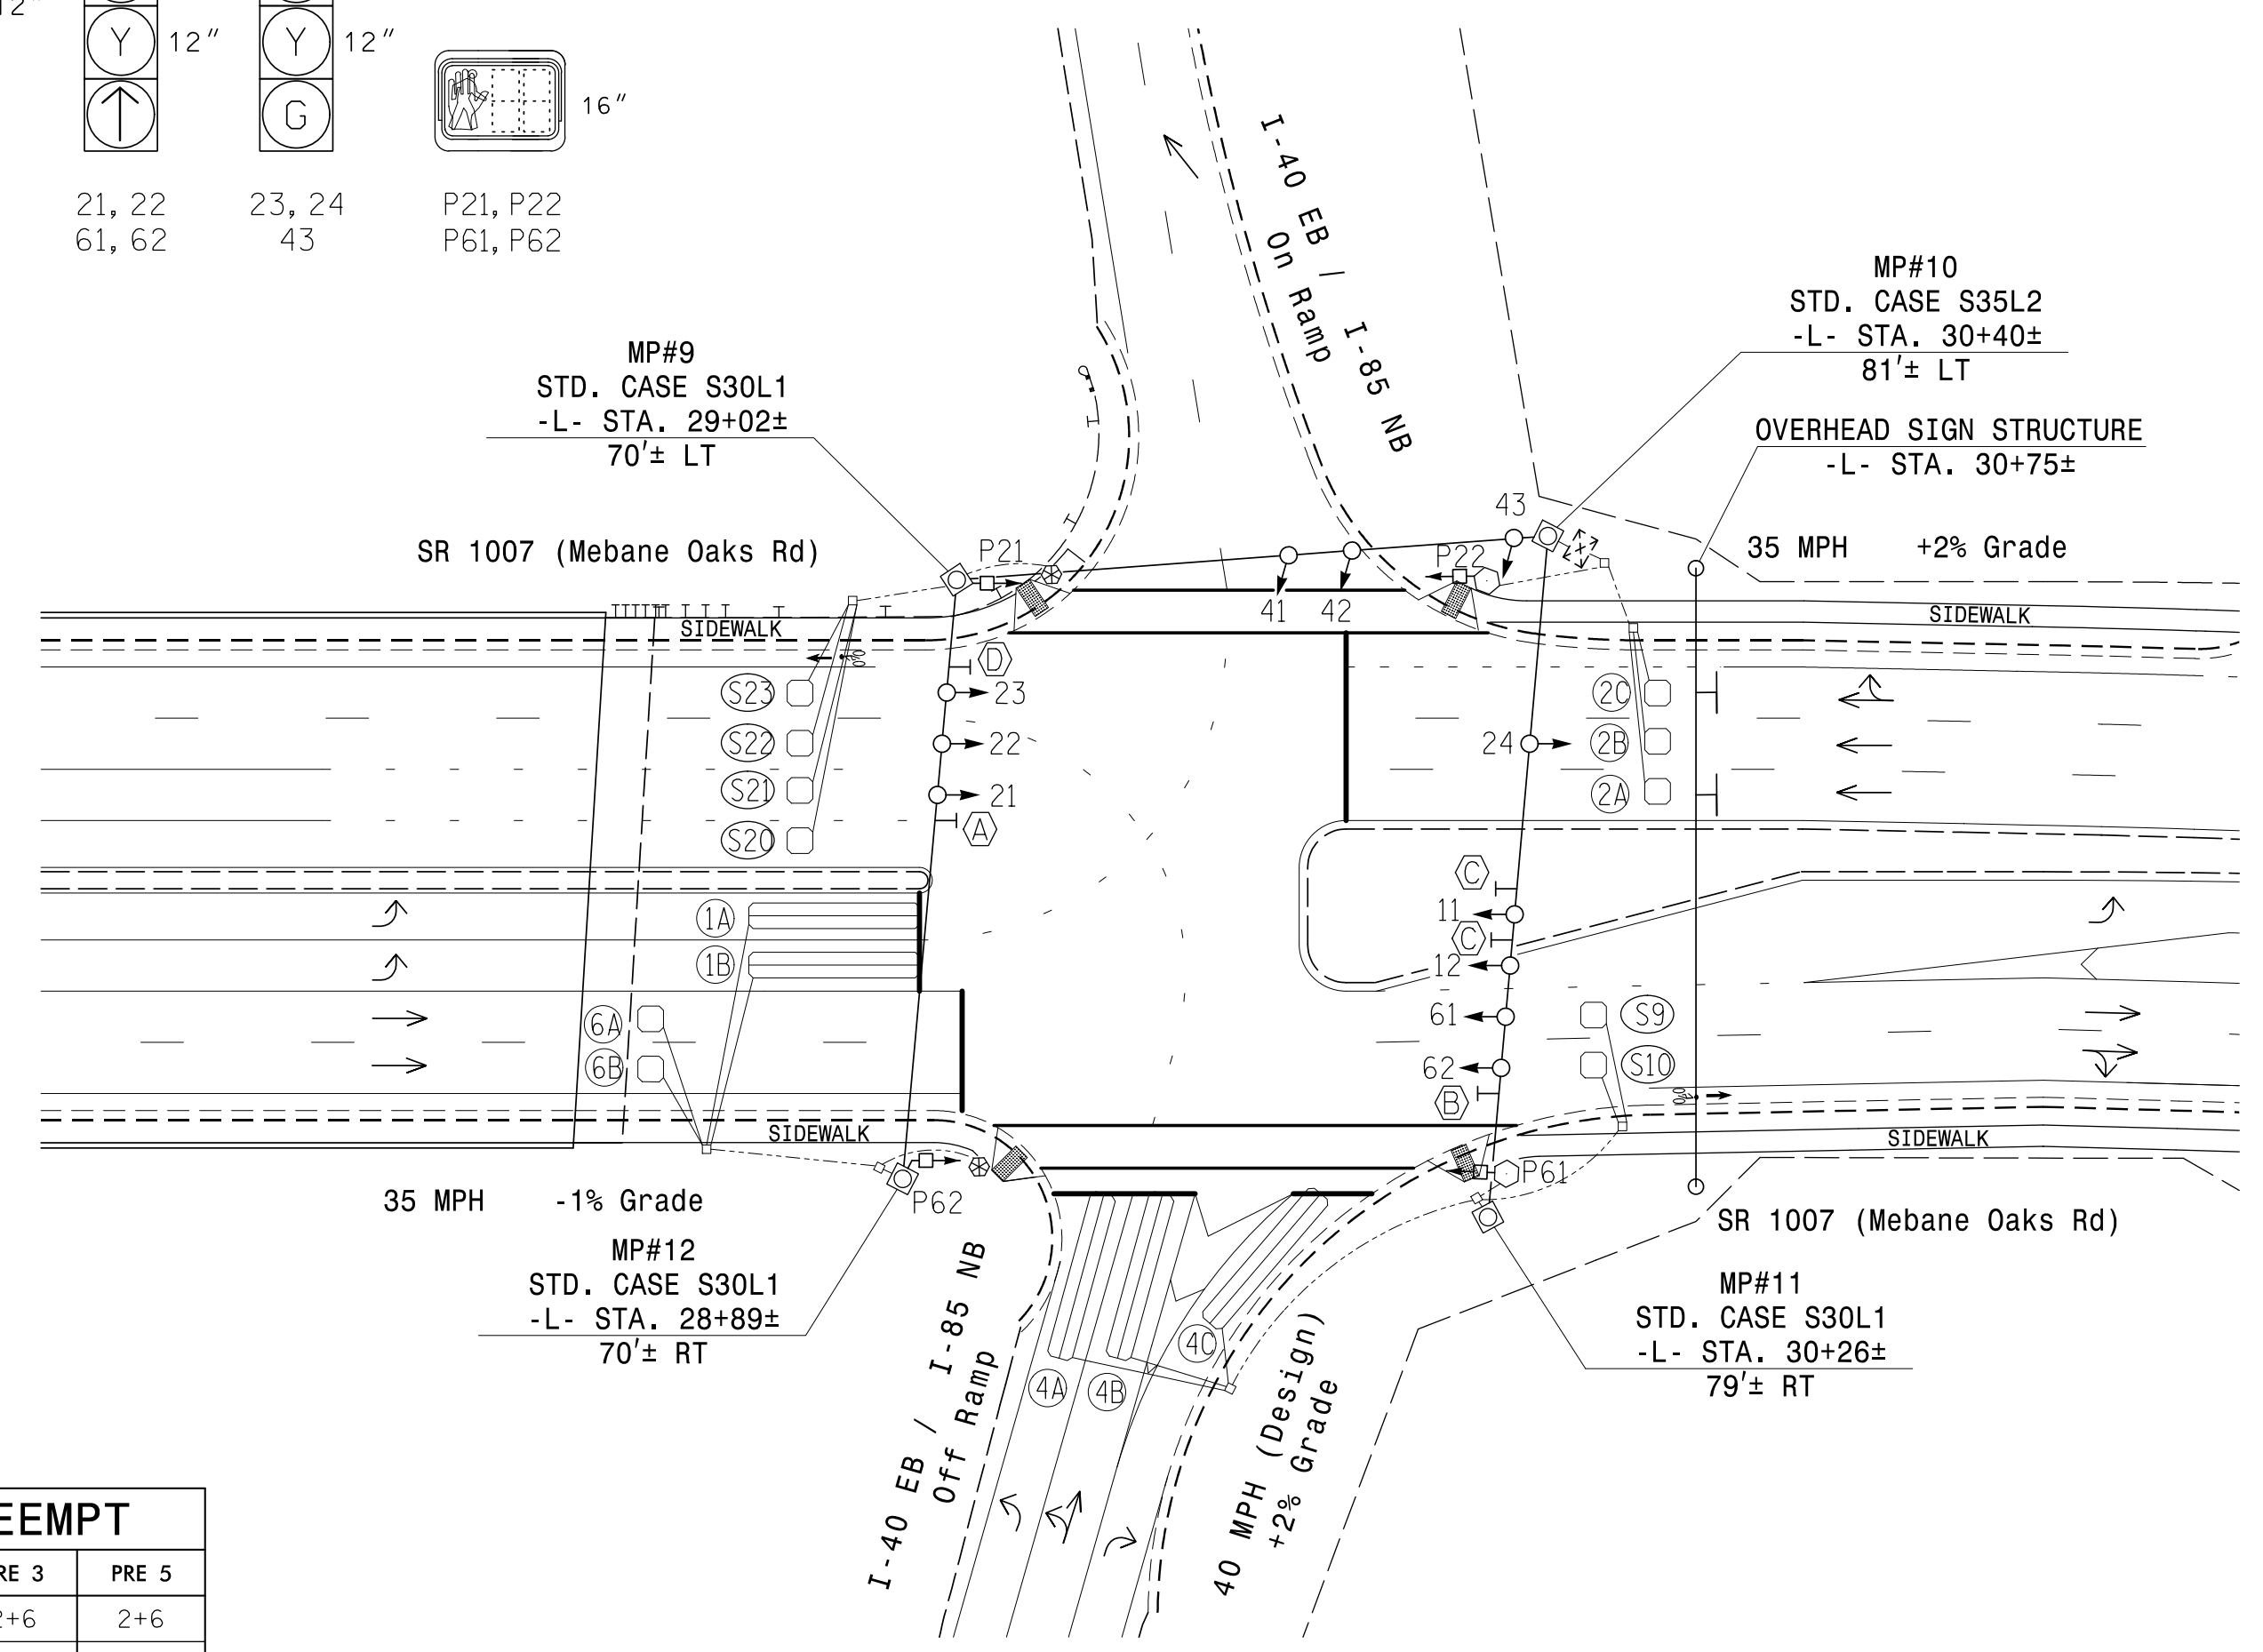 12"
Y 12"
Y 12"
G
16"
21, 22
61, 62
23, 24
43
P21, P22
P61, P62
I-40 EB / I-85 NB
On Ramp
MP#9
STD. CASE S30L1
-L- STA. 29+02±
70'± LT
MP#10
STD. CASE S35L2
-L- STA. 30+40±
81'± LT
OVERHEAD SIGN STRUCTURE
-L- STA. 30+75±
SR 1007 (Mebane Oaks Rd)
35 MPH +2% Grade
P21
P22
43
41
42
SIDEWALK
SIDEWALK
D
S23
23
2C
S22
22
24
2B
S21
21
2A
S20
A
C
1A
11
C
1B
12
6A
61
S9
6B
62
S10
B
SIDEWALK
SIDEWALK
P62
P61
35 MPH -1% Grade
SR 1007 (Mebane Oaks Rd)
MP#12
STD. CASE S30L1
-L- STA. 28+89±
70'± RT
MP#11
STD. CASE S30L1
-L- STA. 30+26±
79'± RT
4A
4B
4C
I-40 EB / I-85 NB
Off Ramp
40 MPH (Design)
+2% Grade
EEMPT
RE 3
PRE 5
2+6
2+6